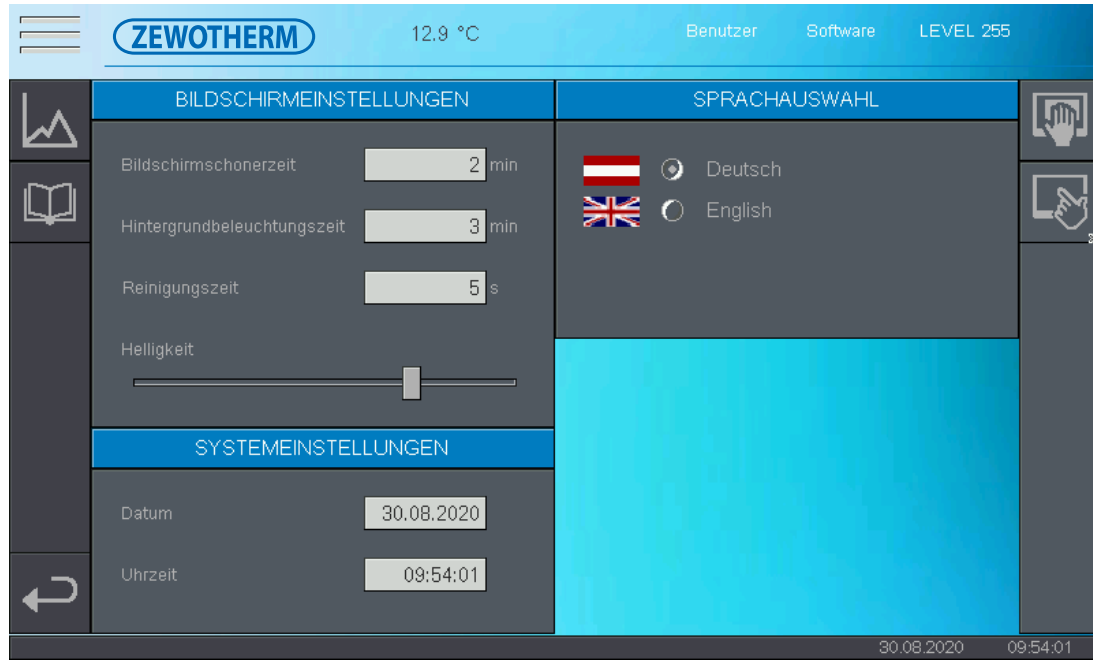 ZEWOTHERM 12.9 °C Benutzer Software LEVEL 255
BILDSCHIRMEINSTELLUNGEN
Bildschirmschonerzeit 2 min
Hintergrundbeleuchtungszeit 3 min
Reinigungszeit 5 s
Helligkeit
SYSTEMEINSTELLUNGEN
Datum 30.08.2020
Uhrzeit 09:54:01
SPRACHAUSWAHL
Deutsch
English
30.08.2020 09:54:01